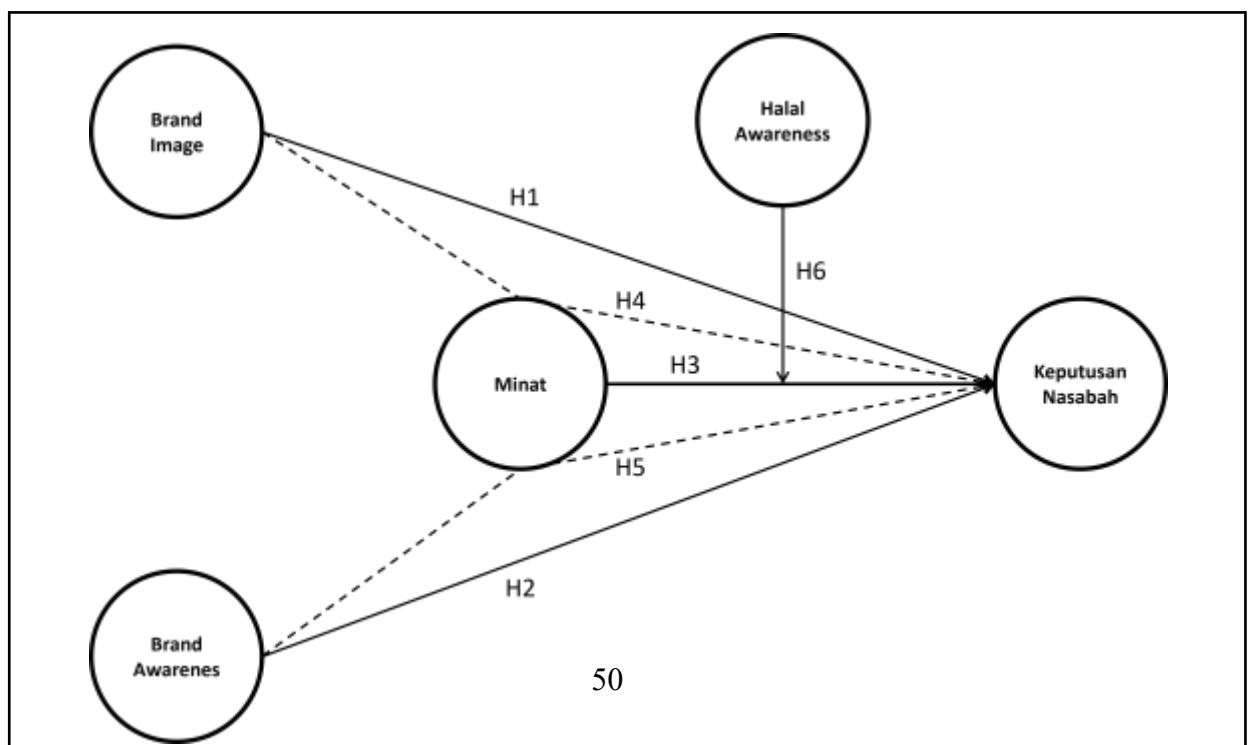 Brand
Image
Halal
Awareness
H1
H6
H4
Minat
H3
Keputusan
Nasabah
H5
H2
Brand
Awarenes
50